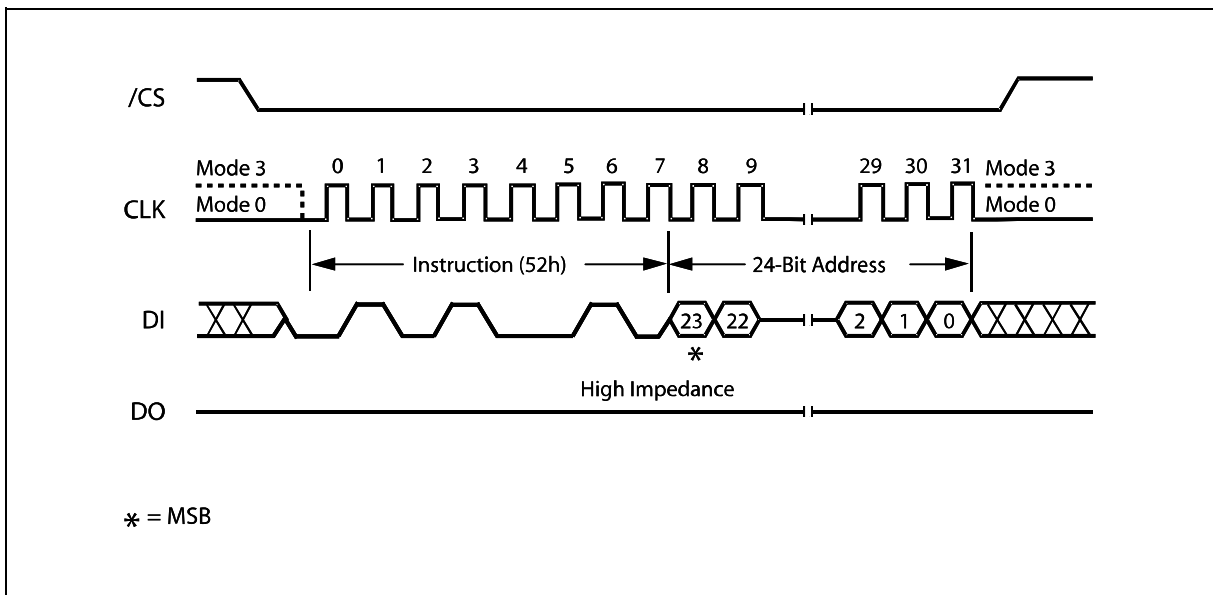 /CS
Mode 3
0 1 2 3 4 5 6 7 8 9 29 30 31
Mode 3
CLK
Mode 0
Mode 0
Instruction (52h)
24-Bit Address
DI
23 22 2 1 0
*
High Impedance
DO
* = MSB